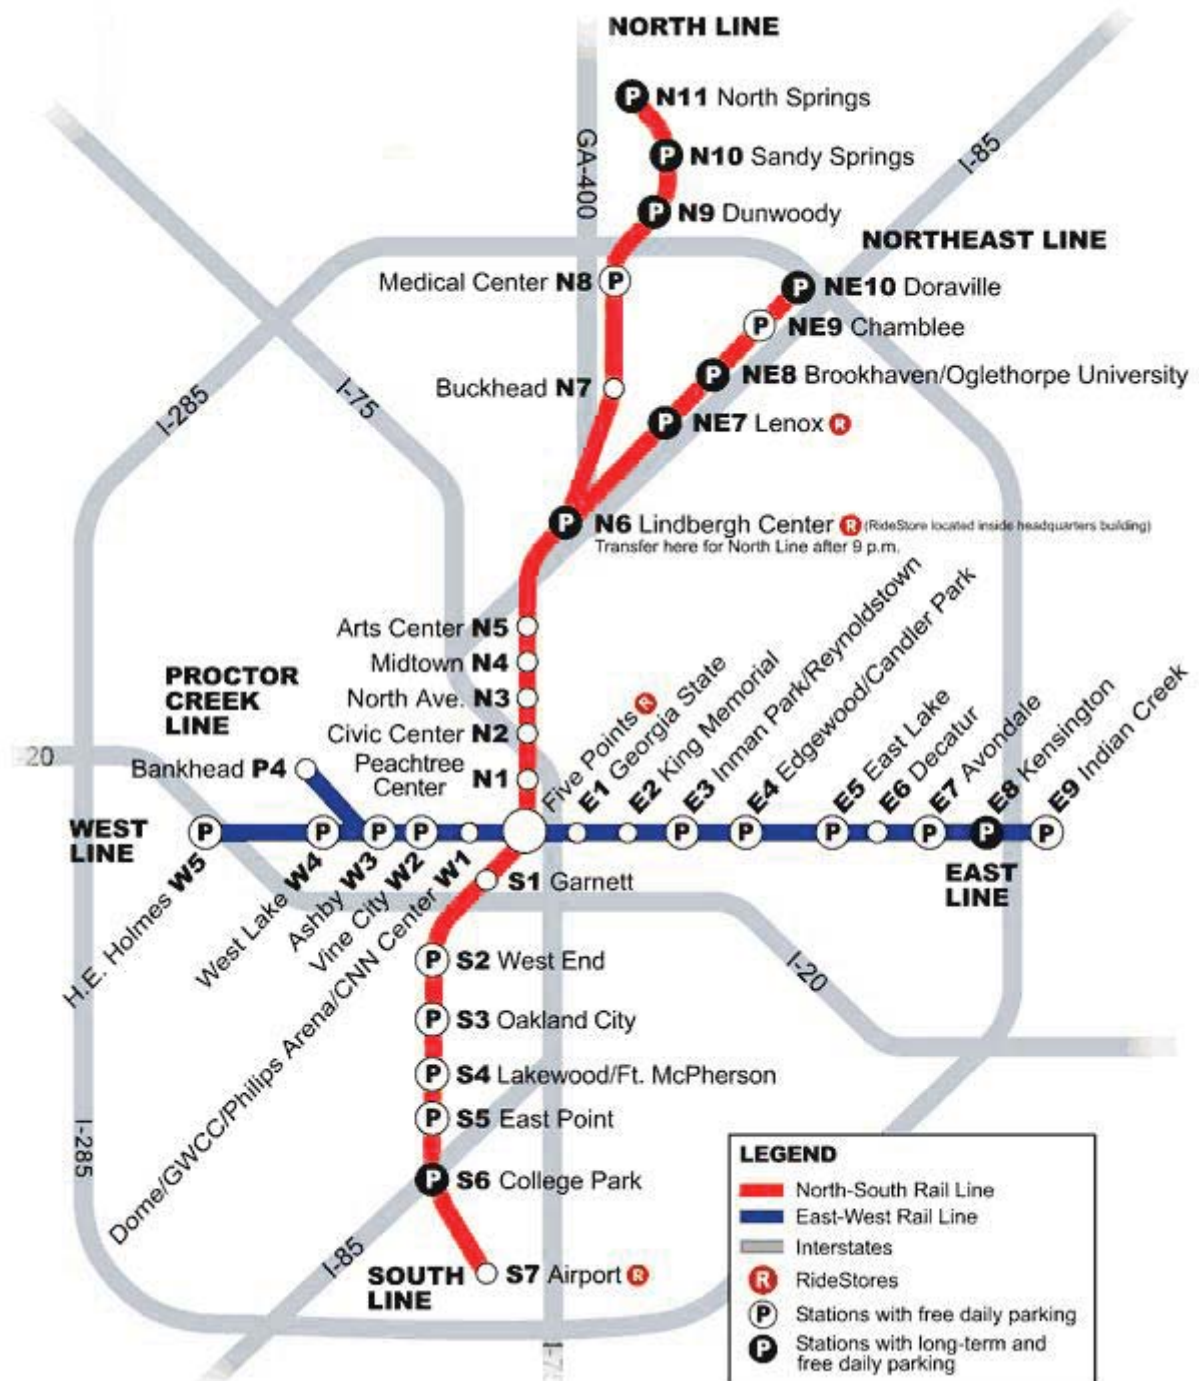 NORTH LINE
P N11 North Springs
P N10 Sandy Springs
P N9 Dunwoody
GA-400
I-85
NORTHEAST LINE
Medical Center N8 P
P NE10 Doraville
P NE9 Chamblee
Buckhead N7
P NE8 Brookhaven/Oglethorpe University
P NE7 Lenox R
I-285
I-75
P N6 Lindbergh Center R (RideStore located inside headquarters building)
Transfer here for North Line after 9 p.m.
Arts Center N5
Midtown N4
North Ave. N3
Civic Center N2
Peachtree
Center N1
PROCTOR
CREEK
LINE
-20
Bankhead P4
Five Points R
E1 Georgia State
E2 King Memorial
E3 Inman Park/Reynoldstown
E4 Edgewood/Candler Park
E5 East Lake
E6 Decatur
E7 Avondale
E8 Kensington
E9 Indian Creek
WEST
LINE
P P P P P P P P P P
EAST
LINE
H.E. Holmes W5
West Lake W4
Ashby W3
Vine City W2
Dome/GWCC/Philips Arena/CNN Center W1
S1 Garnett
P S2 West End
I-20
P S3 Oakland City
P S4 Lakewood/Ft. McPherson
P S5 East Point
I-285
P S6 College Park
I-85
SOUTH
LINE
S7 Airport R
LEGEND
North-South Rail Line
East-West Rail Line
Interstates
R RideStores
P Stations with free daily parking
P Stations with long-term and
free daily parking